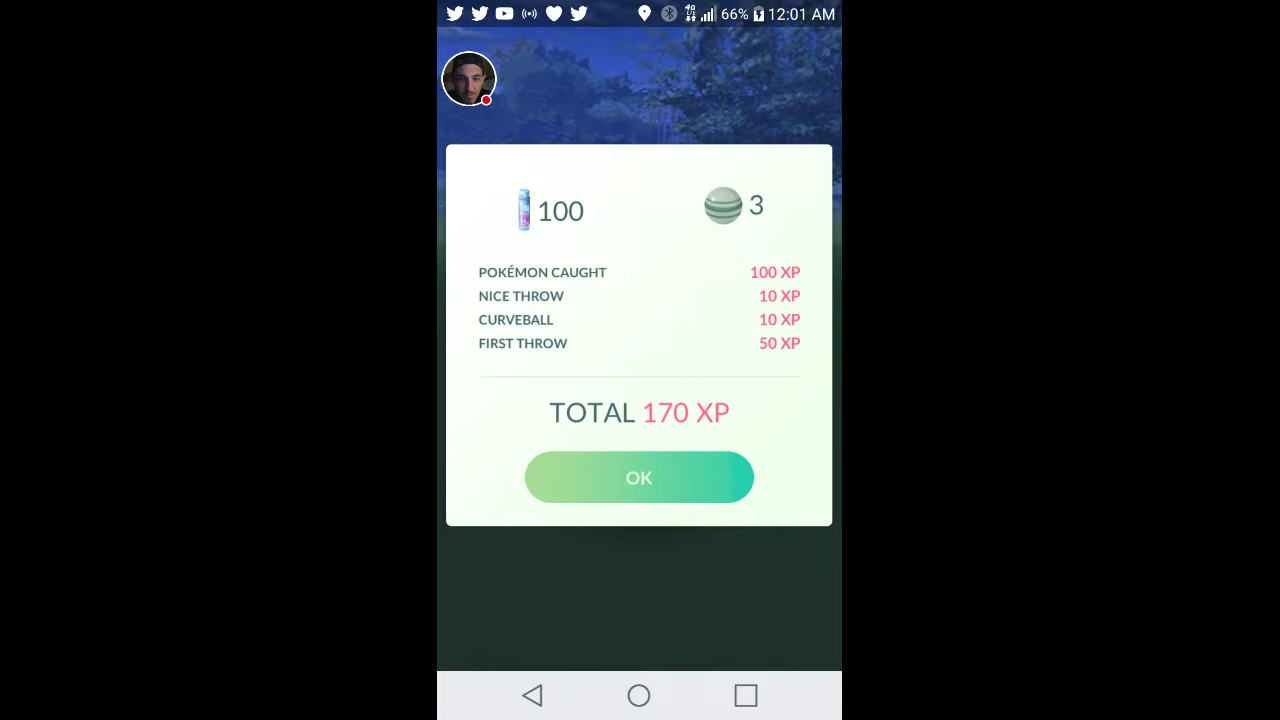 66% 12:01 AM
100 3
POKÉMON CAUGHT 100 XP
NICE THROW 10 XP
CURVEBALL 10 XP
FIRST THROW 50 XP
TOTAL 170 XP
OK